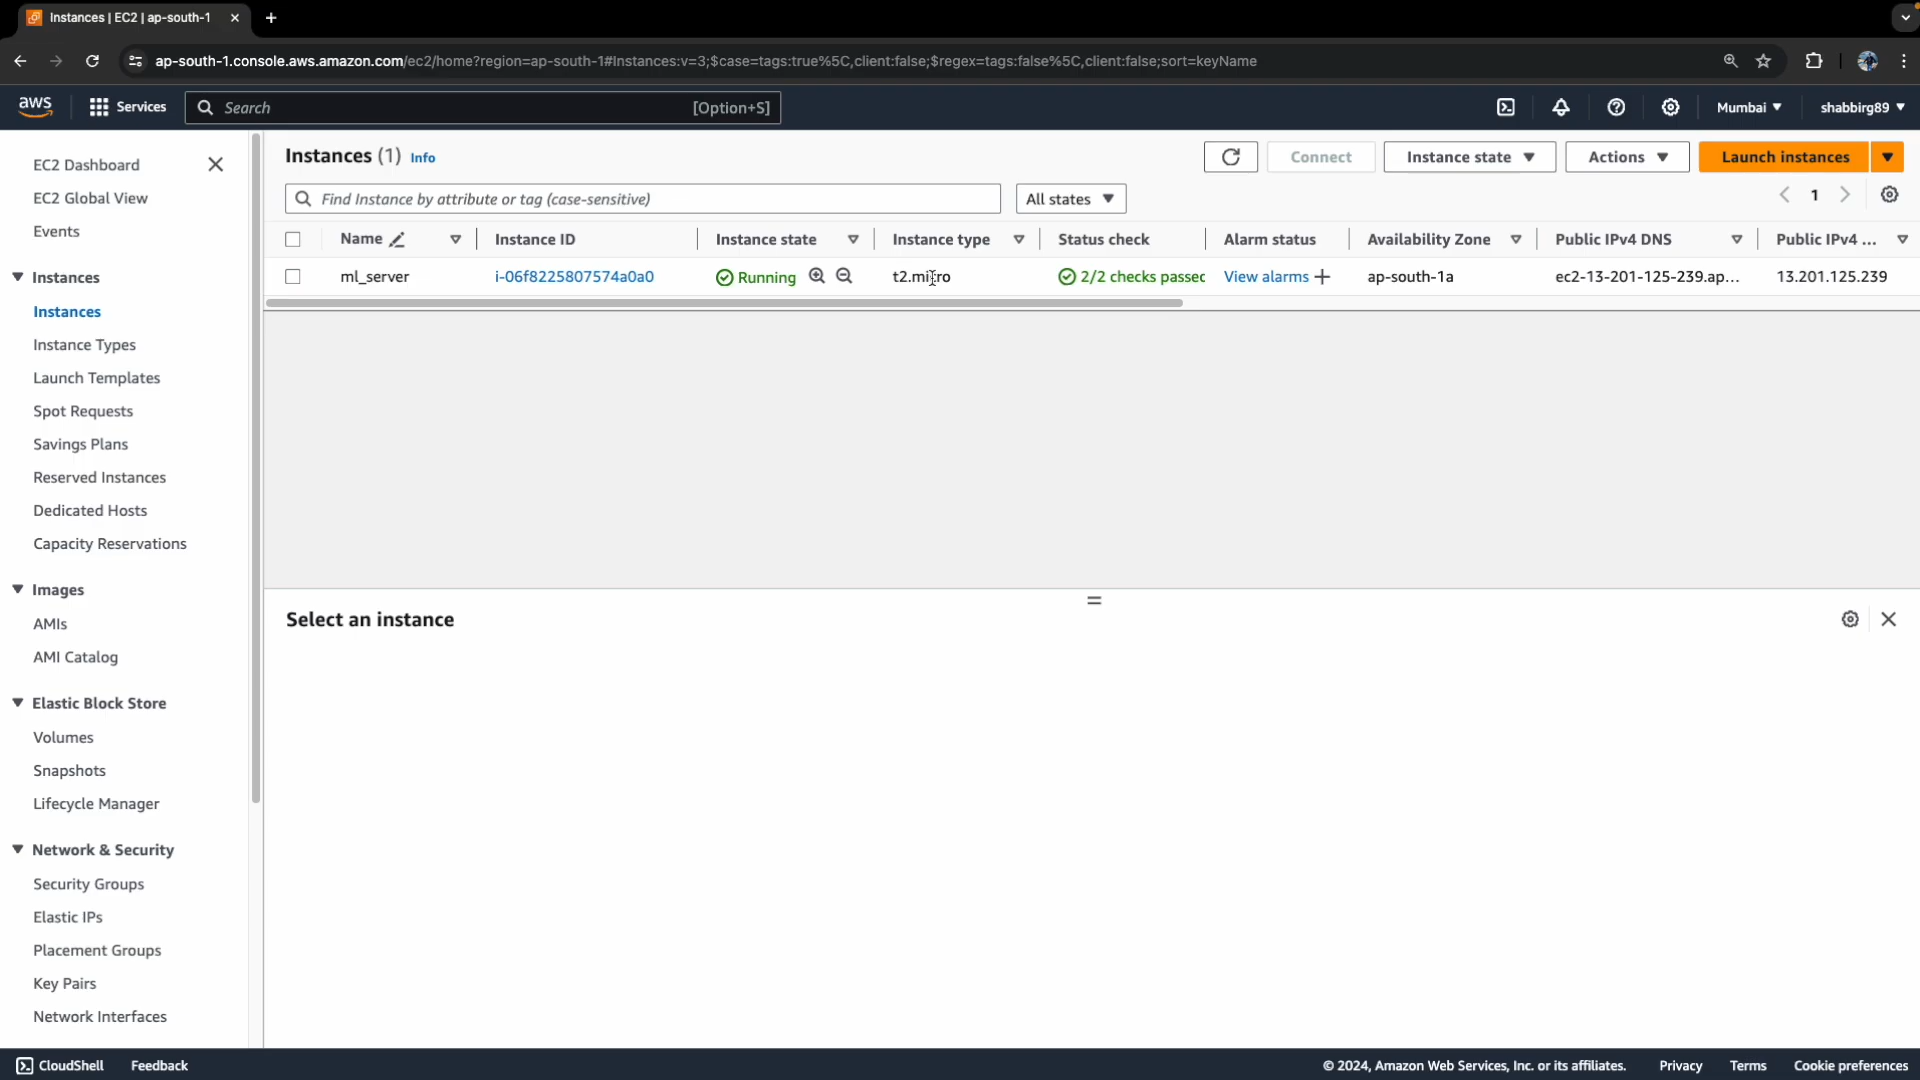 Instances | EC2 | ap-south-1
ap-south-1.console.aws.amazon.com/ec2/home?region=ap-south-1#Instances:v=3;$case=tags:true%5C,client:false;$regex=tags:false%5C,client:false;sort=keyName
aws
Services
Search
[Option+S]
Mumbai
shabbirg89
EC2 Dashboard
EC2 Global View
Events
Instances
Instances
Instance Types
Launch Templates
Spot Requests
Savings Plans
Reserved Instances
Dedicated Hosts
Capacity Reservations
Images
AMIs
AMI Catalog
Elastic Block Store
Volumes
Snapshots
Lifecycle Manager
Network & Security
Security Groups
Elastic IPs
Placement Groups
Key Pairs
Network Interfaces
Instances (1) Info
Connect
Instance state
Actions
Launch instances
Find Instance by attribute or tag (case-sensitive)
All states
1
Name Instance ID Instance state Instance type Status check Alarm status Availability Zone Public IPv4 DNS Public IPv4 ...
ml_server i-06f8225807574a0a0 Running t2.micro 2/2 checks passec View alarms ap-south-1a ec2-13-201-125-239.ap... 13.201.125.239
Select an instance
CloudShell Feedback © 2024, Amazon Web Services, Inc. or its affiliates. Privacy Terms Cookie preferences